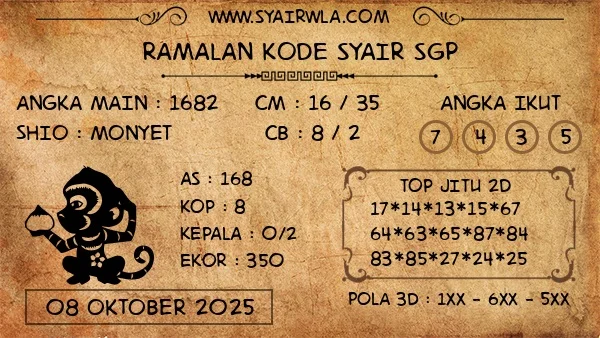 WWW.SYAIRWLA.COM
RAMALAN KODE SYAIR SGP
ANGKA MAIN : 1682
CM : 16 / 35
ANGKA IKUT
SHIO : MONYET
CB : 8 / 2
7 4 3 5
AS : 168
KOP : 8
KEPALA : 0/2
EKOR : 350
TOP JITU 2D
17*14*13*15*67
64*63*65*87*84
83*85*27*24*25
POLA 3D : 1XX - 6XX - 5XX
08 OKTOBER 2025